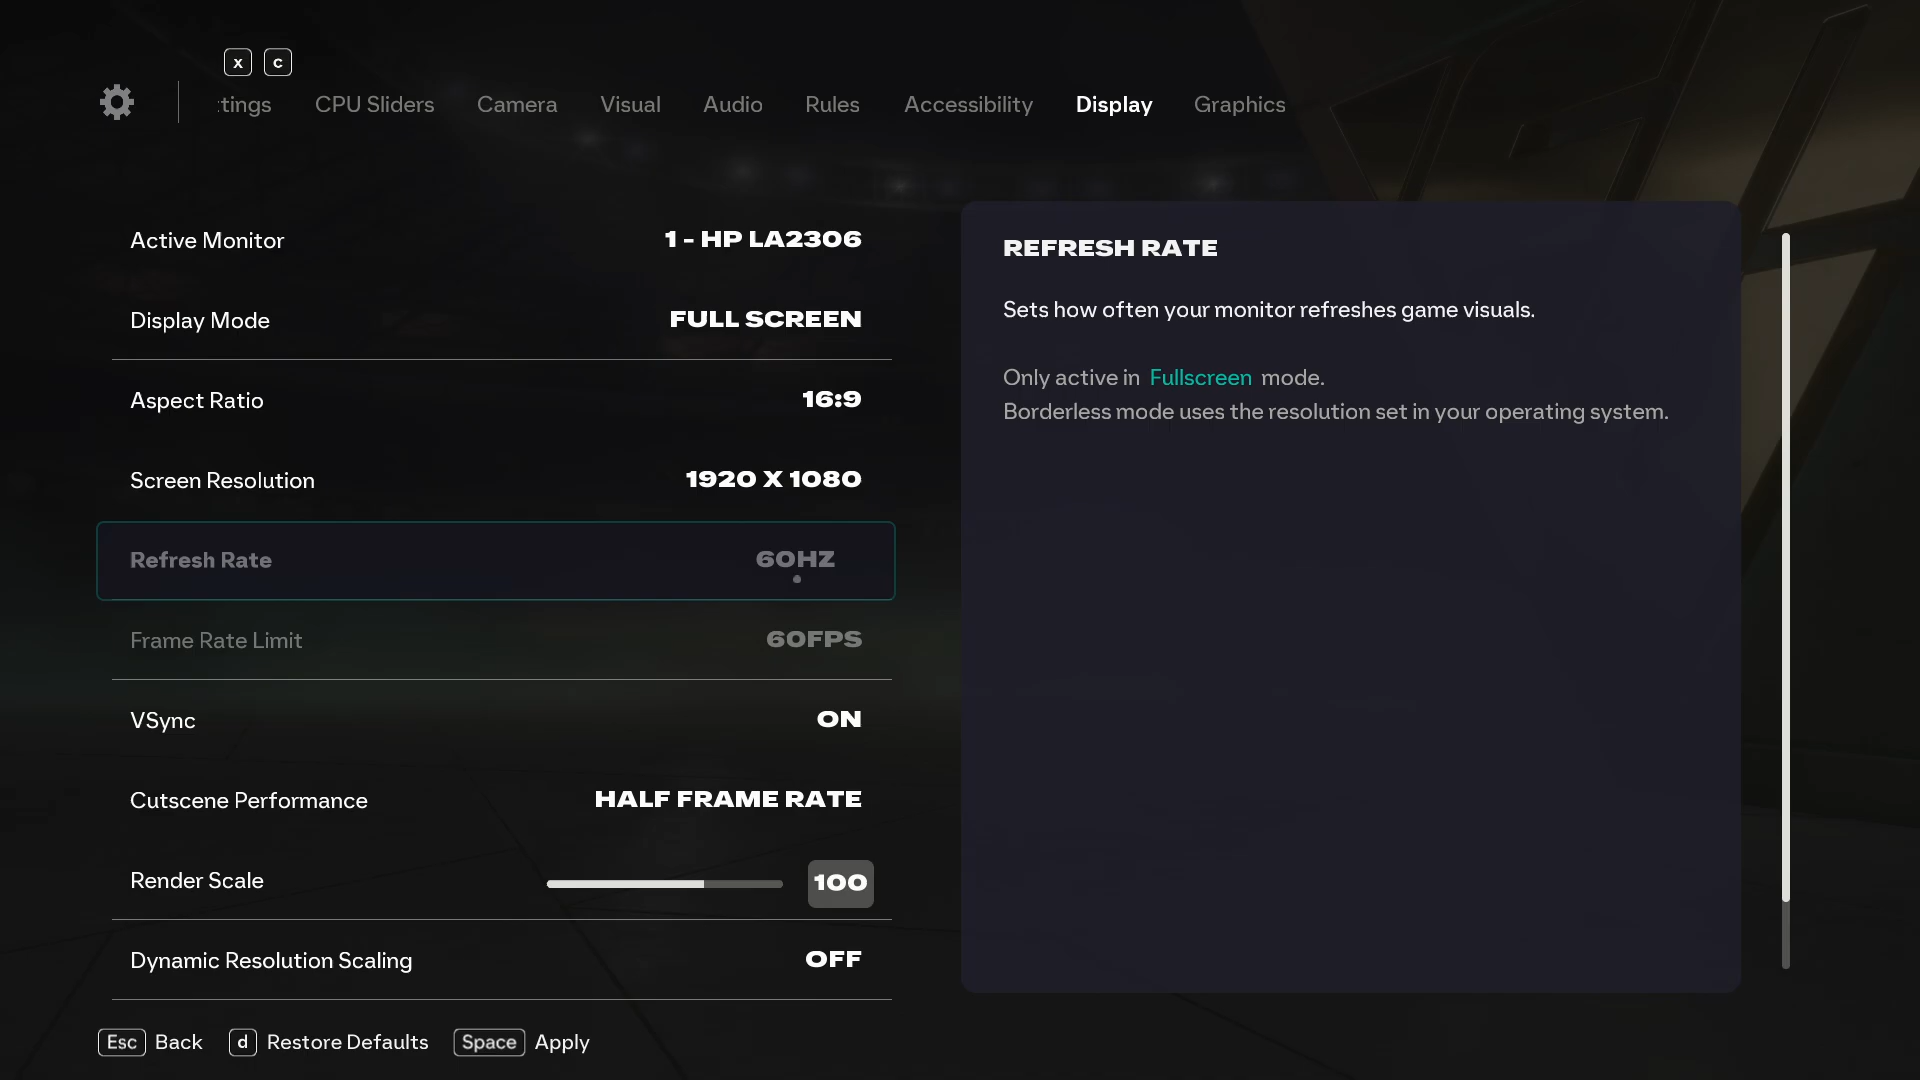 x c
:tings CPU Sliders Camera Visual Audio Rules Accessibility Display Graphics
Active Monitor 1 - HP LA2306
Display Mode FULL SCREEN
Aspect Ratio 16:9
Screen Resolution 1920 X 1080
Refresh Rate 60HZ
Frame Rate Limit 60FPS
VSync ON
Cutscene Performance HALF FRAME RATE
Render Scale 100
Dynamic Resolution Scaling OFF
REFRESH RATE
Sets how often your monitor refreshes game visuals.
Only active in Fullscreen mode.
Borderless mode uses the resolution set in your operating system.
Esc Back d Restore Defaults Space Apply